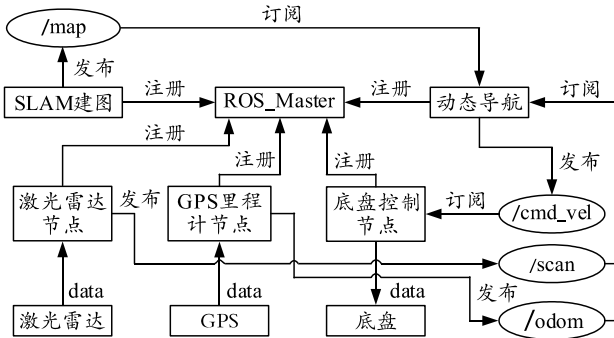 /map
订阅
发布
SLAM建图
注册
ROS_Master
注册
动态导航
订阅
注册
注册
注册
发布
激光雷达
节点
发布
GPS里程
计节点
底盘控制
节点
订阅
/cmd_vel
/scan
data
data
data
发布
激光雷达
GPS
底盘
/odom